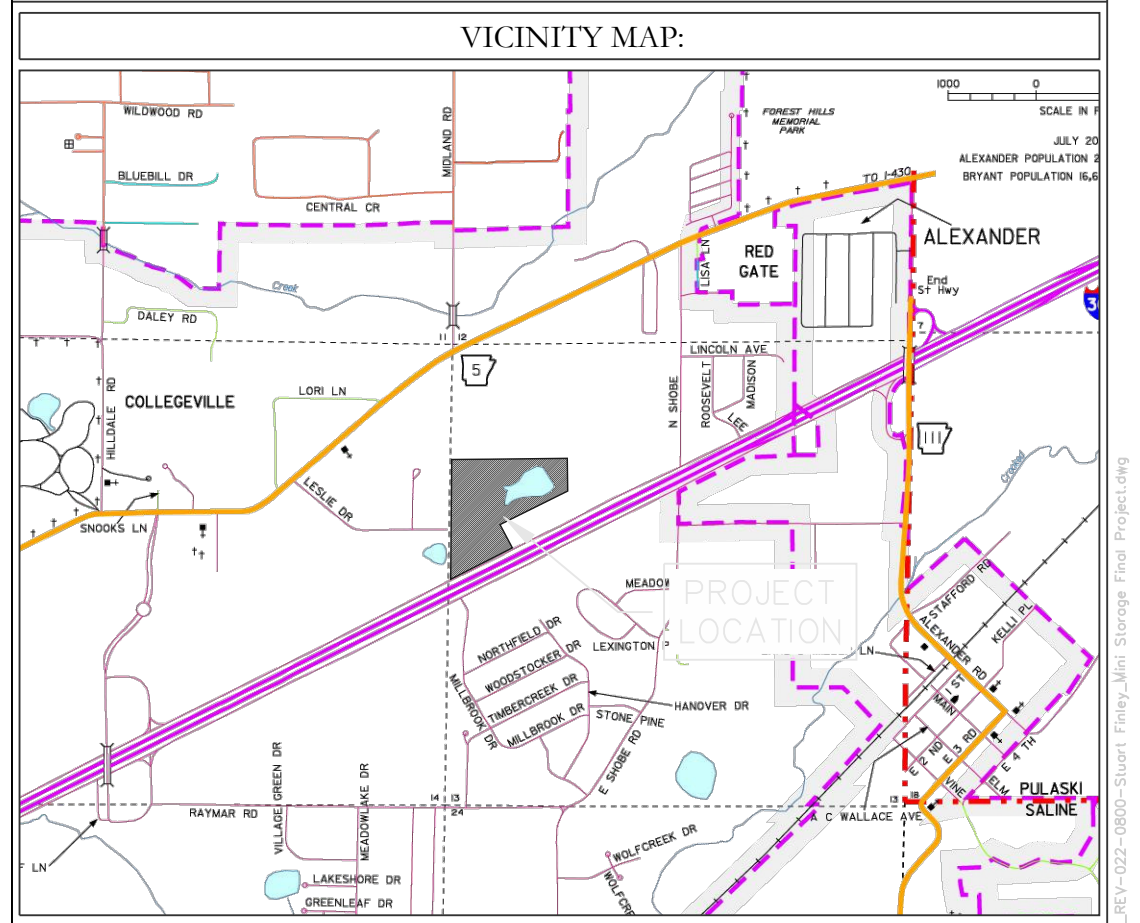 VICINITY MAP:
1000 0
SCALE IN F
JULY 20
ALEXANDER POPULATION 2
BRYANT POPULATION 16,6
FOREST HILLS
MEMORIAL
PARK
TO I-430
WILDWOOD RD
MIDLAND RD
BLUEBILL DR
CENTRAL CR
ALEXANDER
RED
GATE
LISA LN
End
St Hwy
30
7
Creek
DALEY RD
11 12
5
LINCOLN AVE
N SHOBE
ROOSEVELT
MADISON
LEE
HILLDALE RD
COLLEGEVILLE
LORI LN
111
Crooked
LESLIE DR
SNOOKS LN
PROJECT
LOCATION
MEADOW
LEXINGTON
STAFFORD RD
KELLI PL
ALEXANDER RD
LN
NORTHFIELD DR
WOODSTOCKER DR
TIMBERCREEK DR
MILLBROOK DR
MILLBROOK DR
HANOVER DR
STONE PINE
E SHOBE RD
1 ST
MAIN
E 2 ND
E 3 RD
E 4 TH
VINE
ELM
PULASKI
SALINE
14 13
24
13 18
A C WALLACE AVE
RAYMAR RD
VILLAGE GREEN DR
MEADOWLAKE DR
F LN
LAKESHORE DR
GREENLEAF DR
WOLFCREEK DR
WOLFCRE
REV-022-0800-Stuart Finley_Mini Storage Final Project.dwg